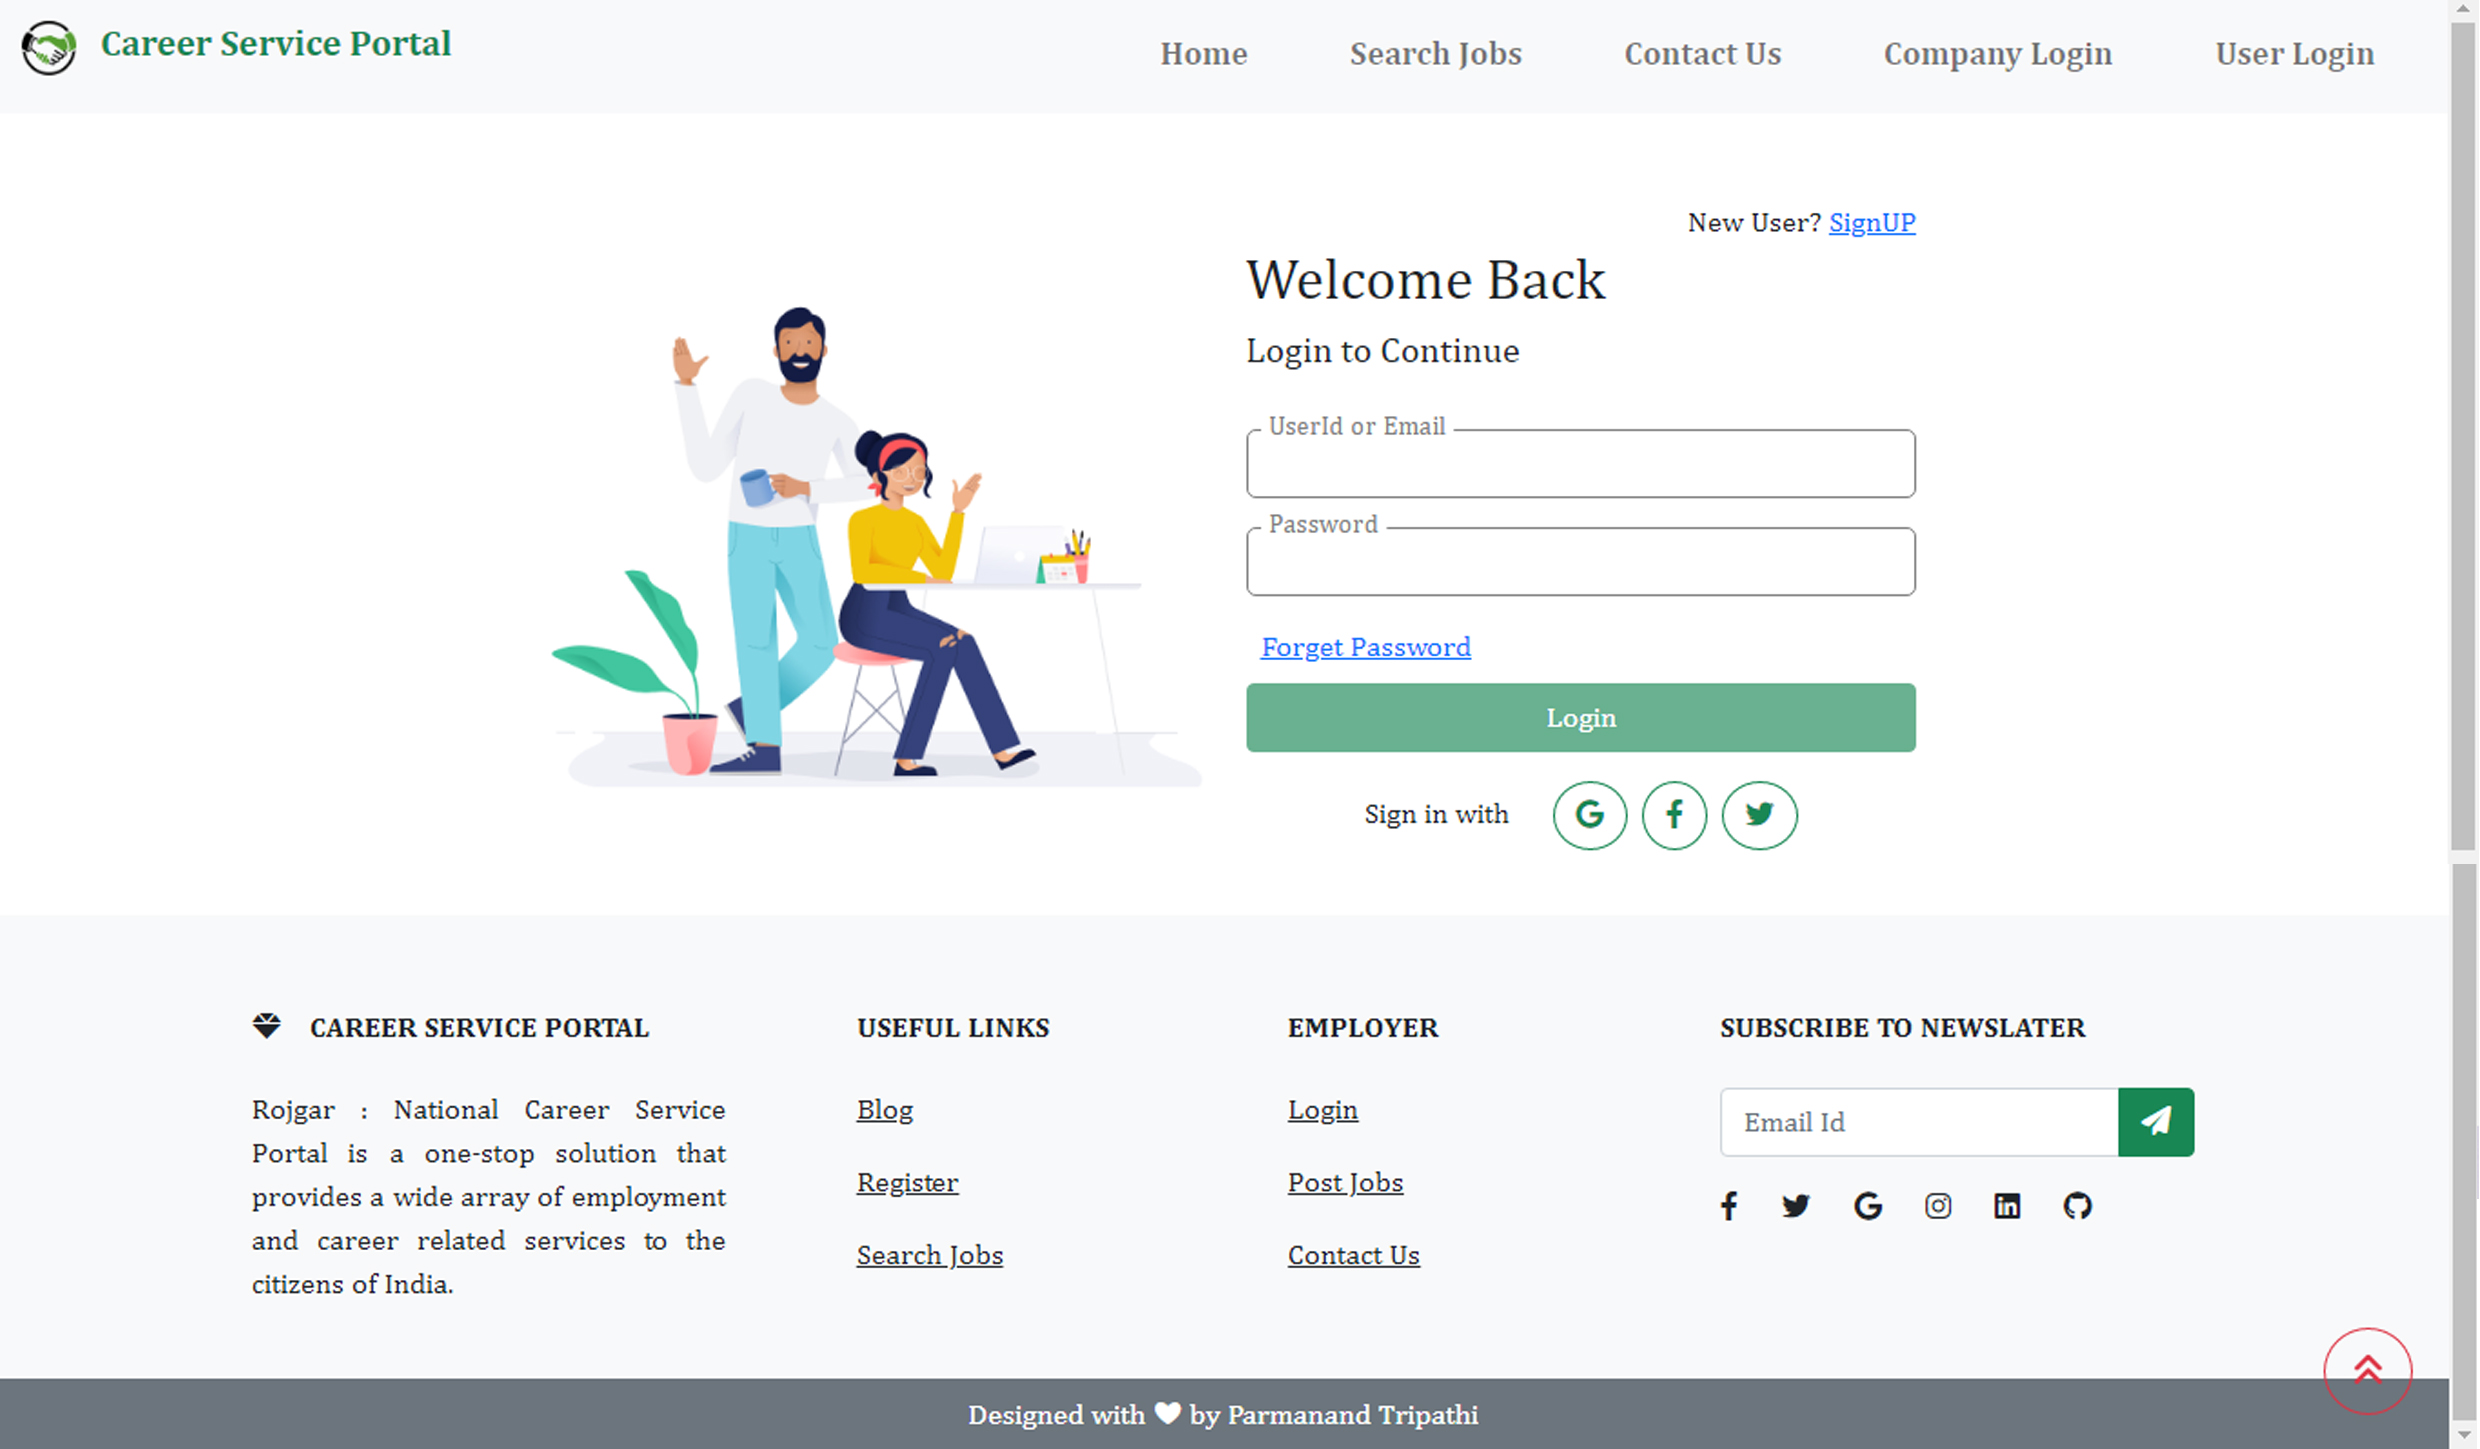 Career Service Portal
Home
Search Jobs
Contact Us
Company Login
User Login
New User? SignUP
Welcome Back
Login to Continue
UserId or Email
Password
Forget Password
Login
Sign in with
CAREER SERVICE PORTAL
Rojgar : National Career Service
Portal is a one-stop solution that
provides a wide array of employment
and career related services to the
citizens of India.
USEFUL LINKS
Blog
Register
Search Jobs
EMPLOYER
Login
Post Jobs
Contact Us
SUBSCRIBE TO NEWSLATER
Email Id
Designed with by Parmanand Tripathi